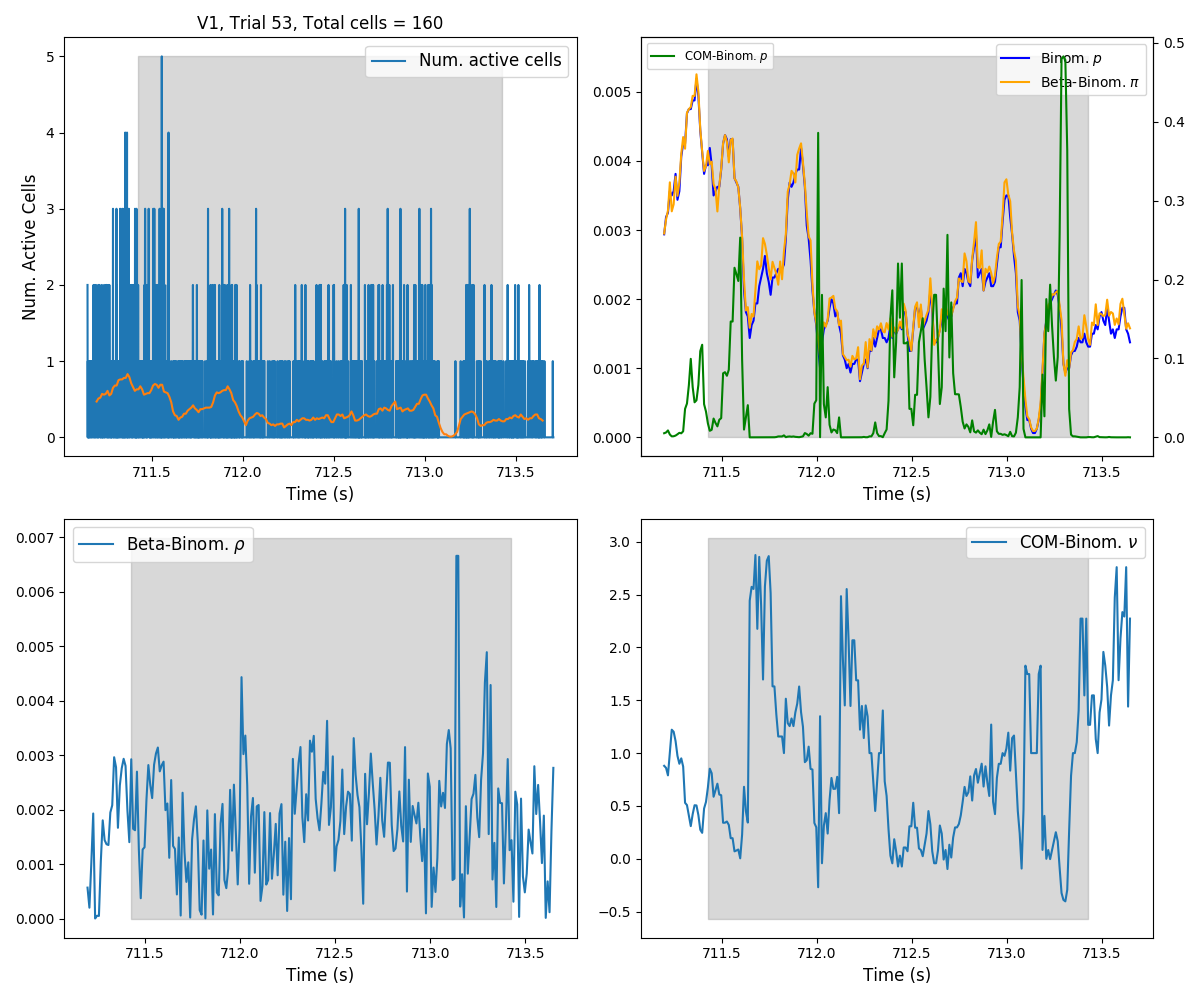 V1, Trial 53, Total cells = 160
Num. active cells
Num. Active Cells
5
4
3
2
1
0
711.5 712.0 712.5 713.0 713.5
Time (s)
COM-Binom. p
Binom. p
Beta-Binom. π
0.005
0.004
0.003
0.002
0.001
0.000
0.5
0.4
0.3
0.2
0.1
0.0
711.5 712.0 712.5 713.0 713.5
Time (s)
Beta-Binom. ρ
0.007
0.006
0.005
0.004
0.003
0.002
0.001
0.000
711.5 712.0 712.5 713.0 713.5
Time (s)
COM-Binom. ν
3.0
2.5
2.0
1.5
1.0
0.5
0.0
−0.5
711.5 712.0 712.5 713.0 713.5
Time (s)